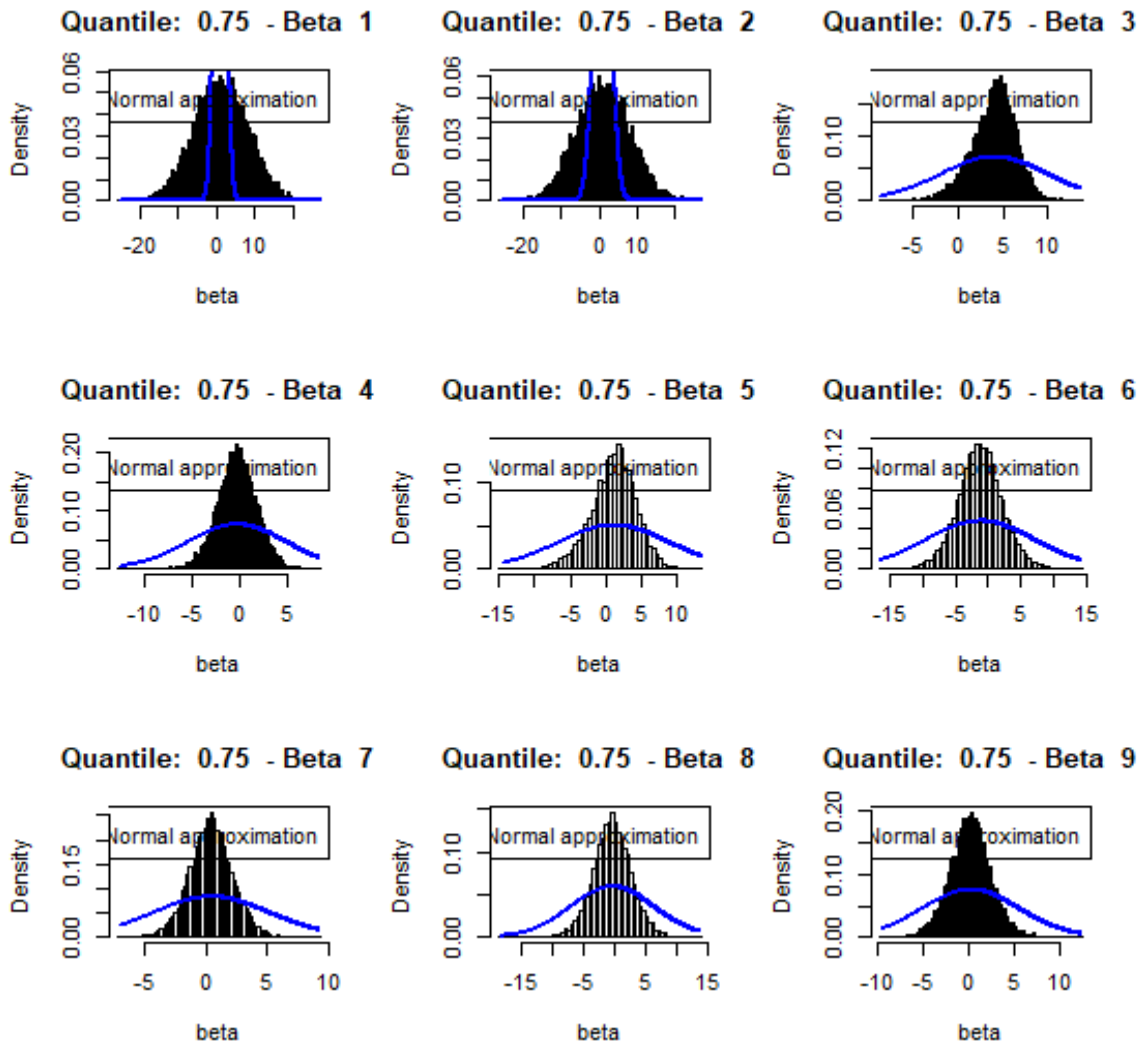 Quantile: 0.75 - Beta 1
Density
0.00 0.03 0.06
Normal approximation
-20 0 10
beta
Quantile: 0.75 - Beta 2
Density
0.00 0.03 0.06
Normal approximation
-20 0 10
beta
Quantile: 0.75 - Beta 3
Density
0.00 0.10
Normal approximation
-5 0 5 10
beta
Quantile: 0.75 - Beta 4
Density
0.00 0.10 0.20
Normal approximation
-10 -5 0 5
beta
Quantile: 0.75 - Beta 5
Density
0.00 0.10
Normal approximation
-15 -5 0 5 10
beta
Quantile: 0.75 - Beta 6
Density
0.00 0.06 0.12
Normal approximation
-15 -5 5 15
beta
Quantile: 0.75 - Beta 7
Density
0.00 0.15
Normal approximation
-5 0 5 10
beta
Quantile: 0.75 - Beta 8
Density
0.00 0.10
Normal approximation
-15 -5 5 15
beta
Quantile: 0.75 - Beta 9
Density
0.00 0.10 0.20
Normal approximation
-10 -5 0 5 10
beta